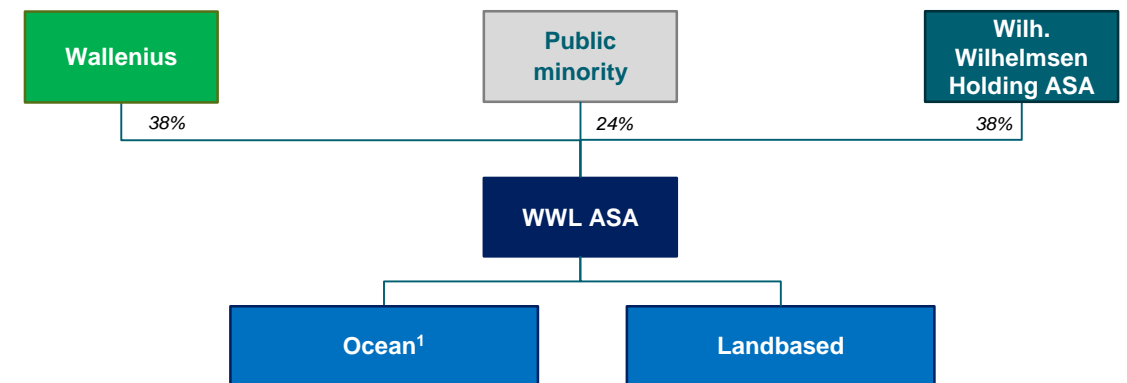 Wallenius
Public
minority
Wilh.
Wilhelmsen
Holding ASA
38%
24%
38%
WWL ASA
Ocean¹
Landbased